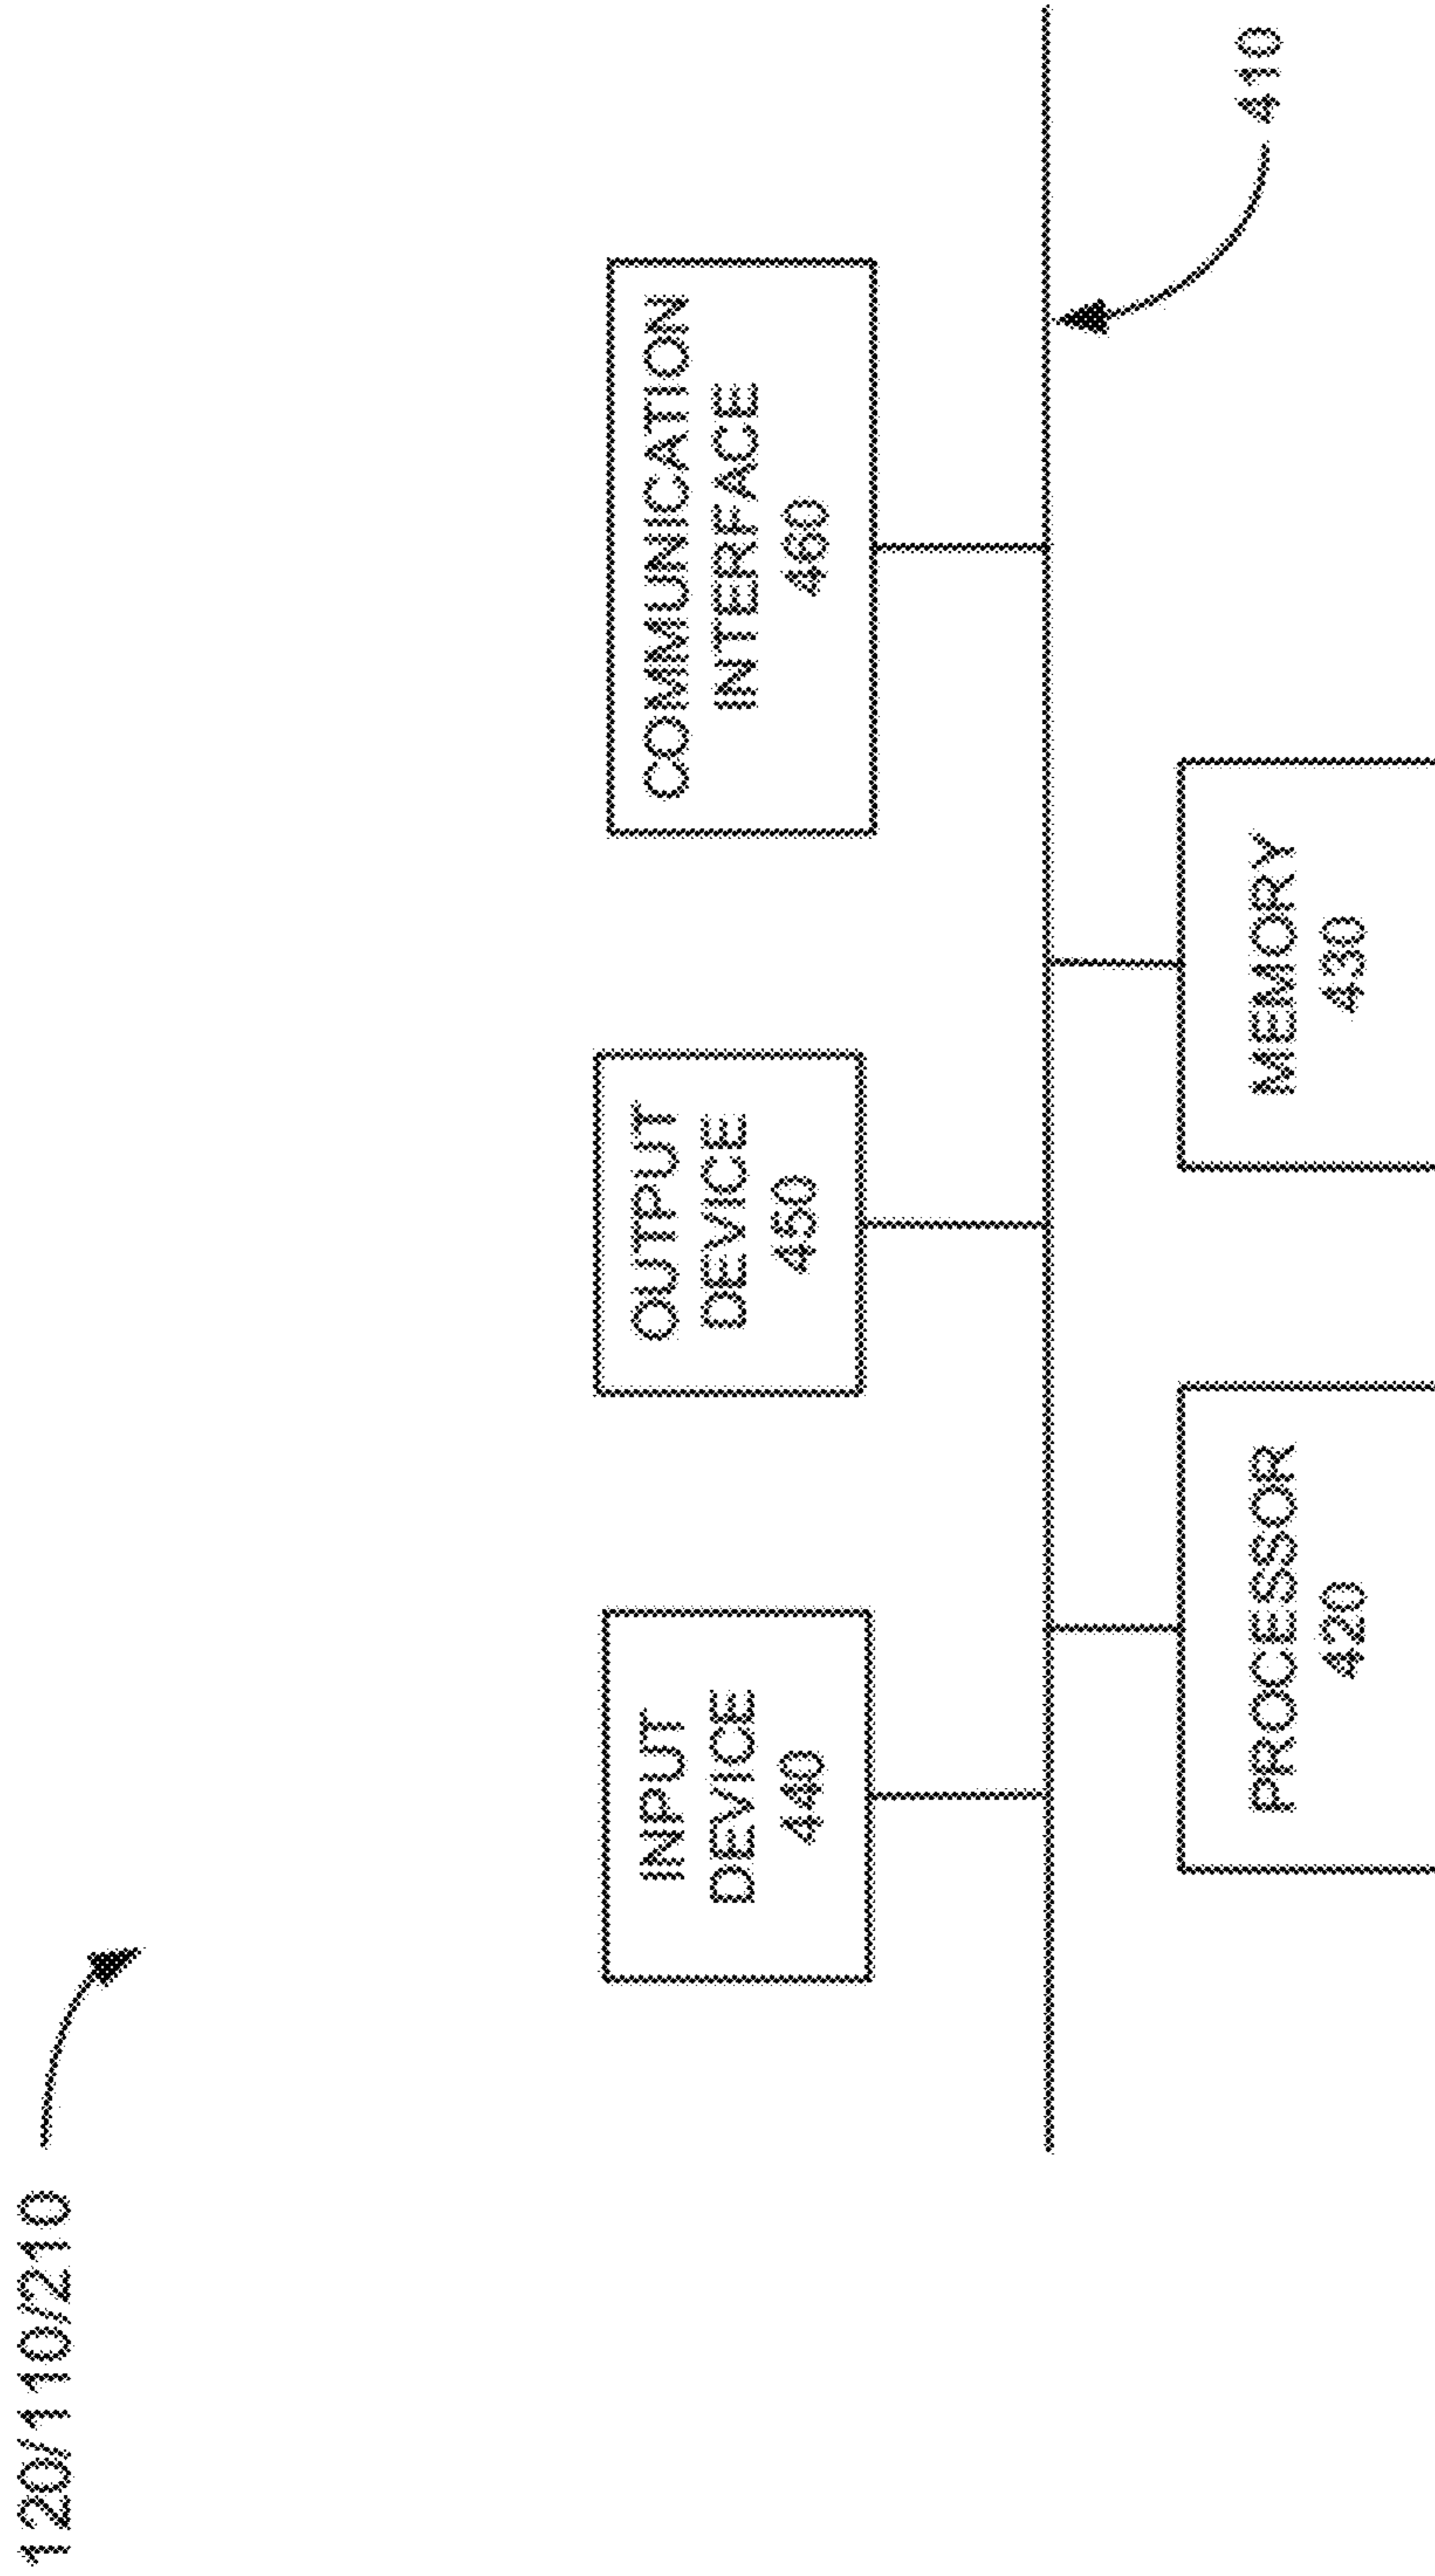 120/110/210
INPUT
DEVICE
440
OUTPUT
DEVICE
450
COMMUNICATION
INTERFACE
460
410
PROCESSOR
420
MEMORY
430